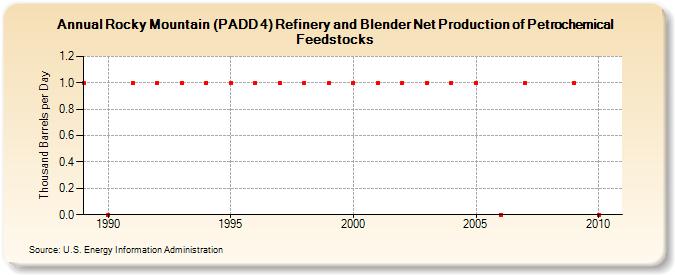 Annual Rocky Mountain (PADD 4) Refinery and Blender Net Production of Petrochemical
Feedstocks
Thousand Barrels per Day
1.2
1.0
0.8
0.6
0.4
0.2
0.0
1990 1995 2000 2005 2010
Source: U.S. Energy Information Administration